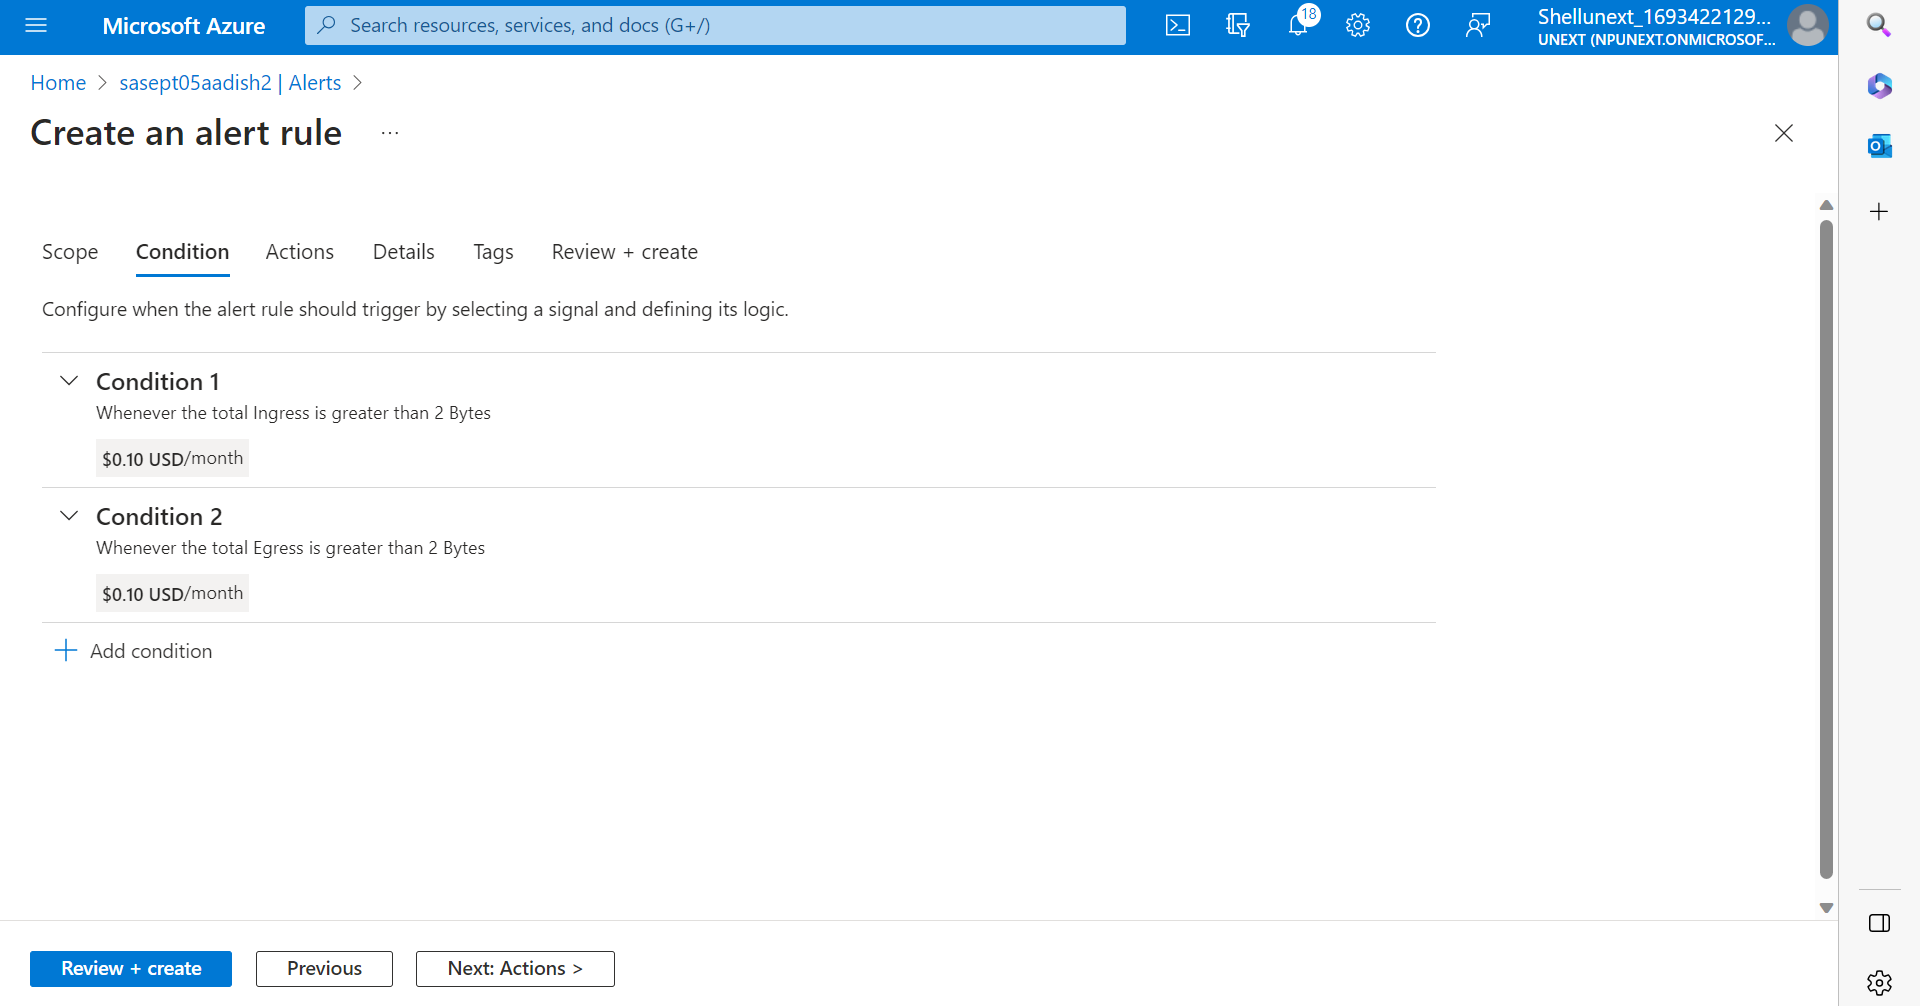 Microsoft Azure
Search resources, services, and docs (G+/)
18
Shellunext_1693422129...
UNEXT (NPUNEXT.ONMICROSOF...
Home > sasept05aadish2 | Alerts >
Create an alert rule ...
Scope Condition Actions Details Tags Review + create
Configure when the alert rule should trigger by selecting a signal and defining its logic.
Condition 1
Whenever the total Ingress is greater than 2 Bytes
$0.10 USD/month
Condition 2
Whenever the total Egress is greater than 2 Bytes
$0.10 USD/month
+ Add condition
Review + create Previous Next: Actions >